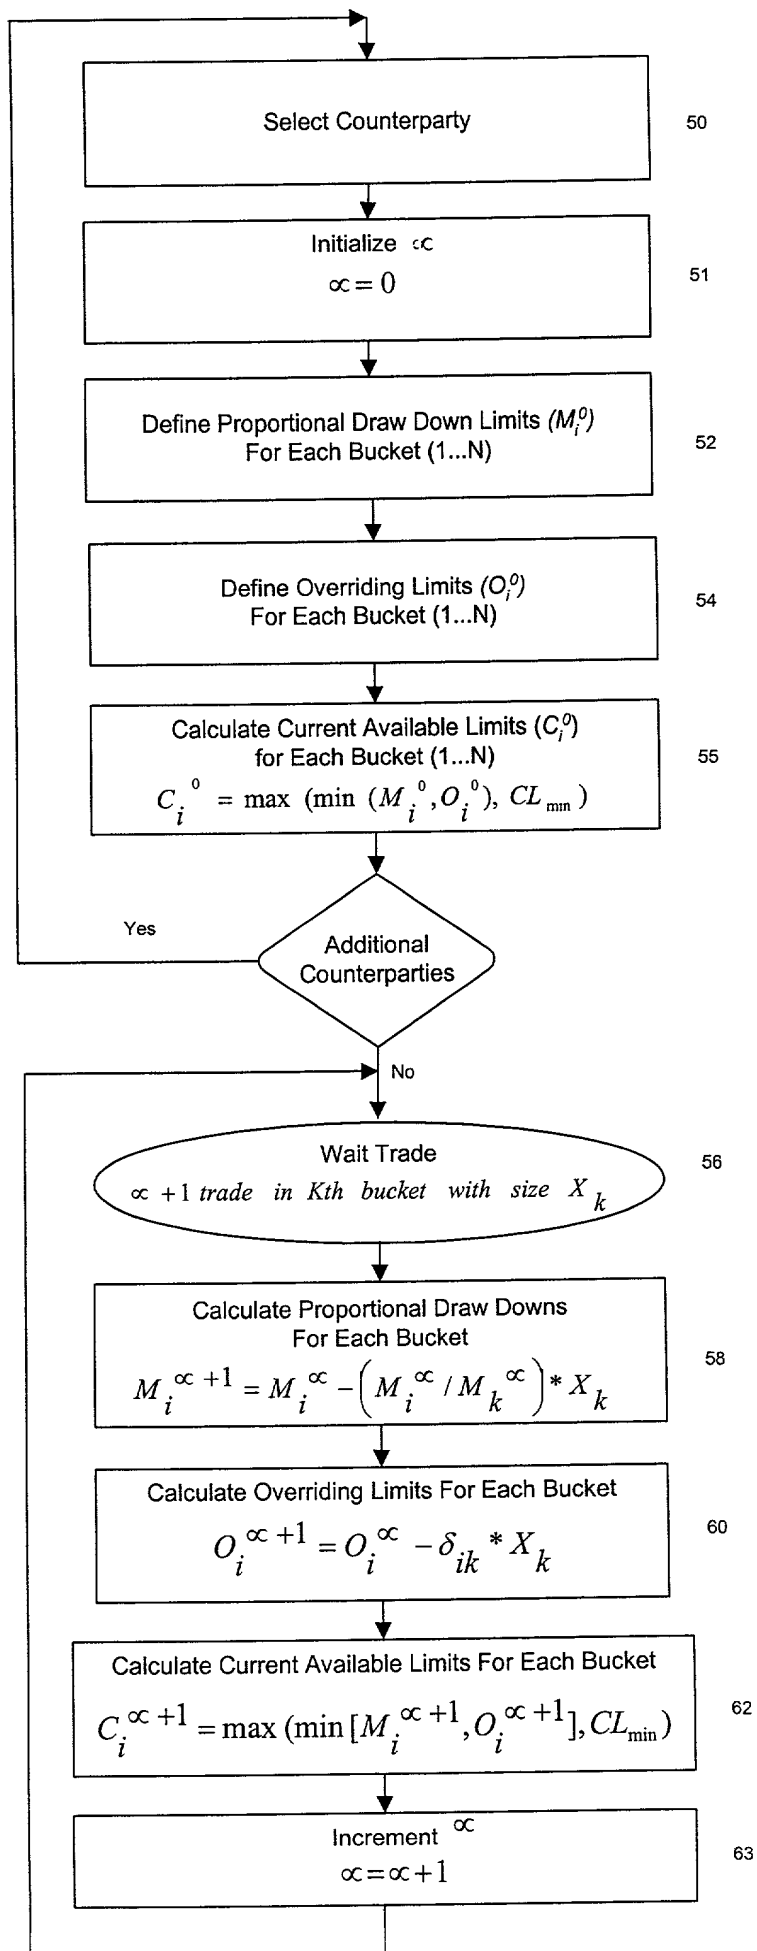 Select Counterparty
50
Initialize ∝
∝ = 0
51
Define Proportional Draw Down Limits (M_i^0)
For Each Bucket (1...N)
52
Define Overriding Limits (O_i^0)
For Each Bucket (1...N)
54
Calculate Current Available Limits (C_i^0)
for Each Bucket (1...N)
C_i^0 = max (min (M_i^0, O_i^0), CL_min)
55
Yes
Additional
Counterparties
No
Wait Trade
∝ +1 trade in Kth bucket with size X_k
56
Calculate Proportional Draw Downs
For Each Bucket
M_i^{∝+1} = M_i^∝ − (M_i^∝ / M_k^∝) * X_k
58
Calculate Overriding Limits For Each Bucket
O_i^{∝+1} = O_i^∝ − δ_{ik} * X_k
60
Calculate Current Available Limits For Each Bucket
C_i^{∝+1} = max (min [M_i^{∝+1}, O_i^{∝+1}], CL_min)
62
Increment ∝
∝=∝+1
63